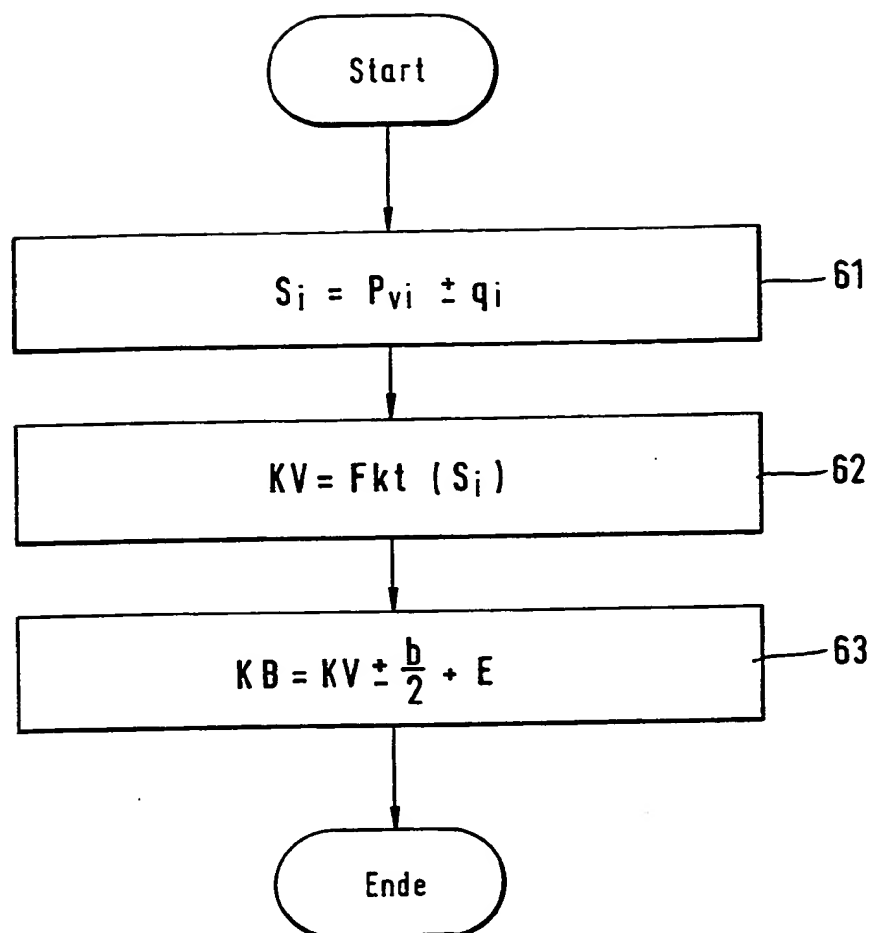 Start
S_i = P_vi ± q_i
61
KV = Fkt ( S_i )
62
KB = KV ± b/2 + E
63
Ende